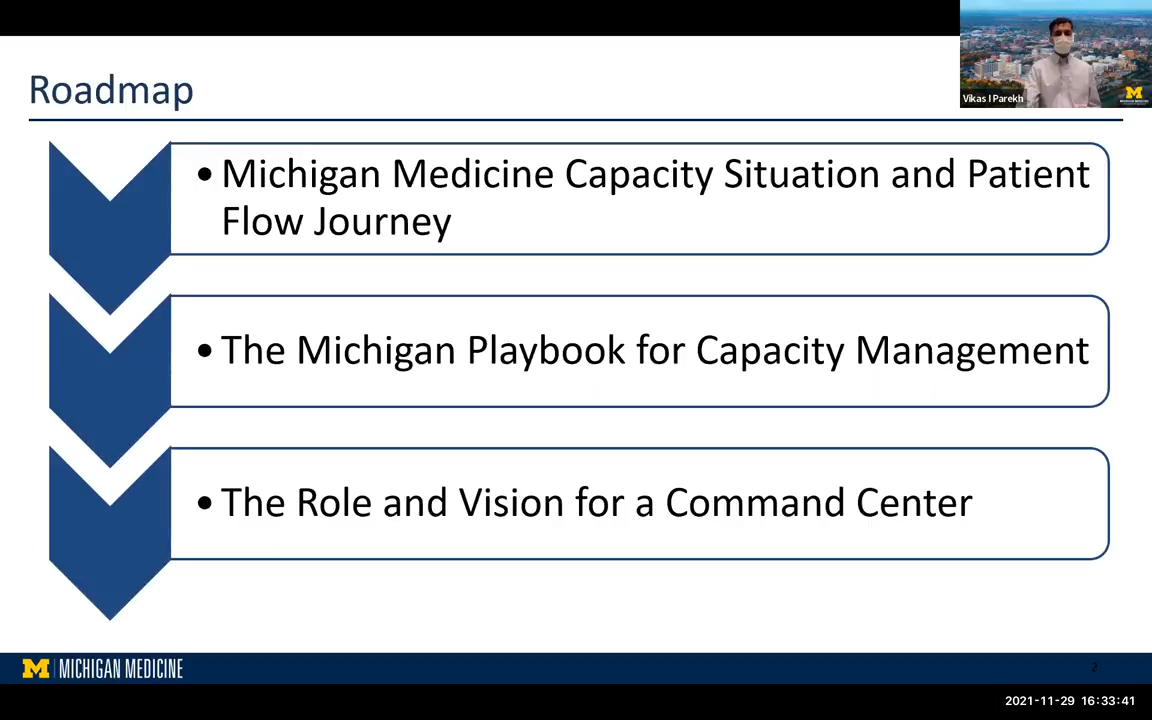 Roadmap
Vikas I Parekh
M
• Michigan Medicine Capacity Situation and Patient
Flow Journey
• The Michigan Playbook for Capacity Management
• The Role and Vision for a Command Center
M | MICHIGAN MEDICINE
2
2021-11-29 16:33:41